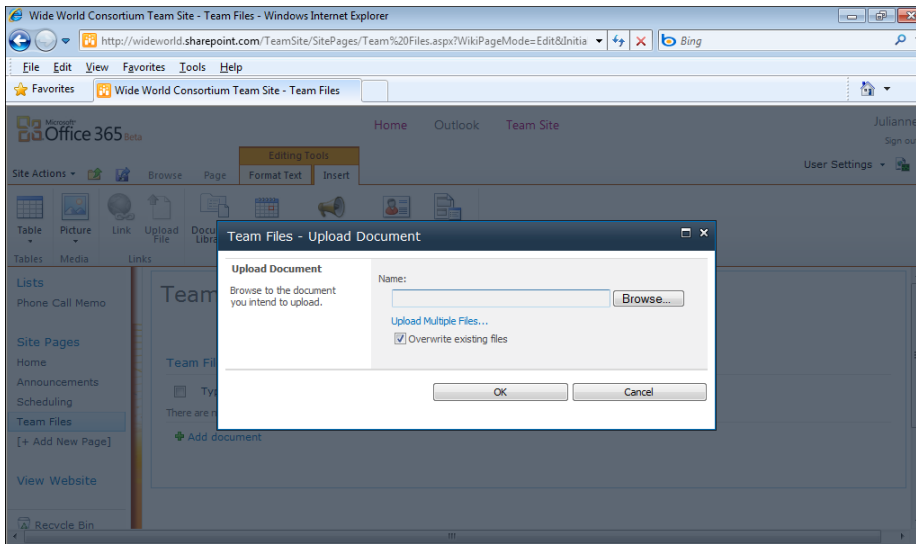 Wide World Consortium Team Site - Team Files - Windows Internet Explorer
http://wideworld.sharepoint.com/TeamSite/SitePages/Team%20Files.aspx?WikiPageMode=Edit&Initia
Bing
File Edit View Favorites Tools Help
Favorites Wide World Consortium Team Site - Team Files
Microsoft
Office 365 Beta
Home Outlook Team Site
Julianne
Sign ou
Editing Tools
User Settings
Site Actions Browse Page Format Text Insert
Table Picture Link Upload File Docu Libra
Tables Media Links
Team Files - Upload Document
Upload Document
Browse to the document
you intend to upload.
Name:
Browse...
Upload Multiple Files...
Overwrite existing files
OK Cancel
Lists
Phone Call Memo
Site Pages
Home
Announcements
Scheduling
Team Files
[+ Add New Page]
View Website
Recycle Bin
Team
Team Fil
Typ
There are n
Add document